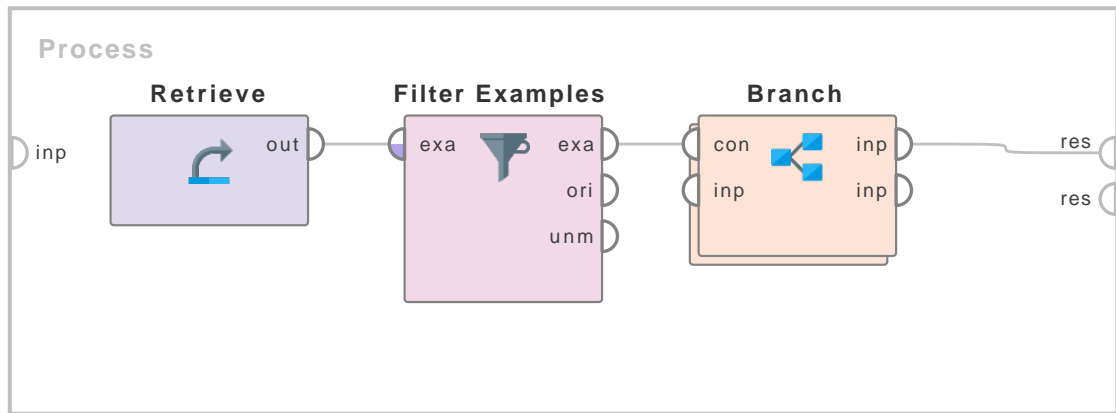 Process
Retrieve
Filter Examples
Branch
inp
out
exa
exa
con
inp
res
ori
inp
inp
res
unm